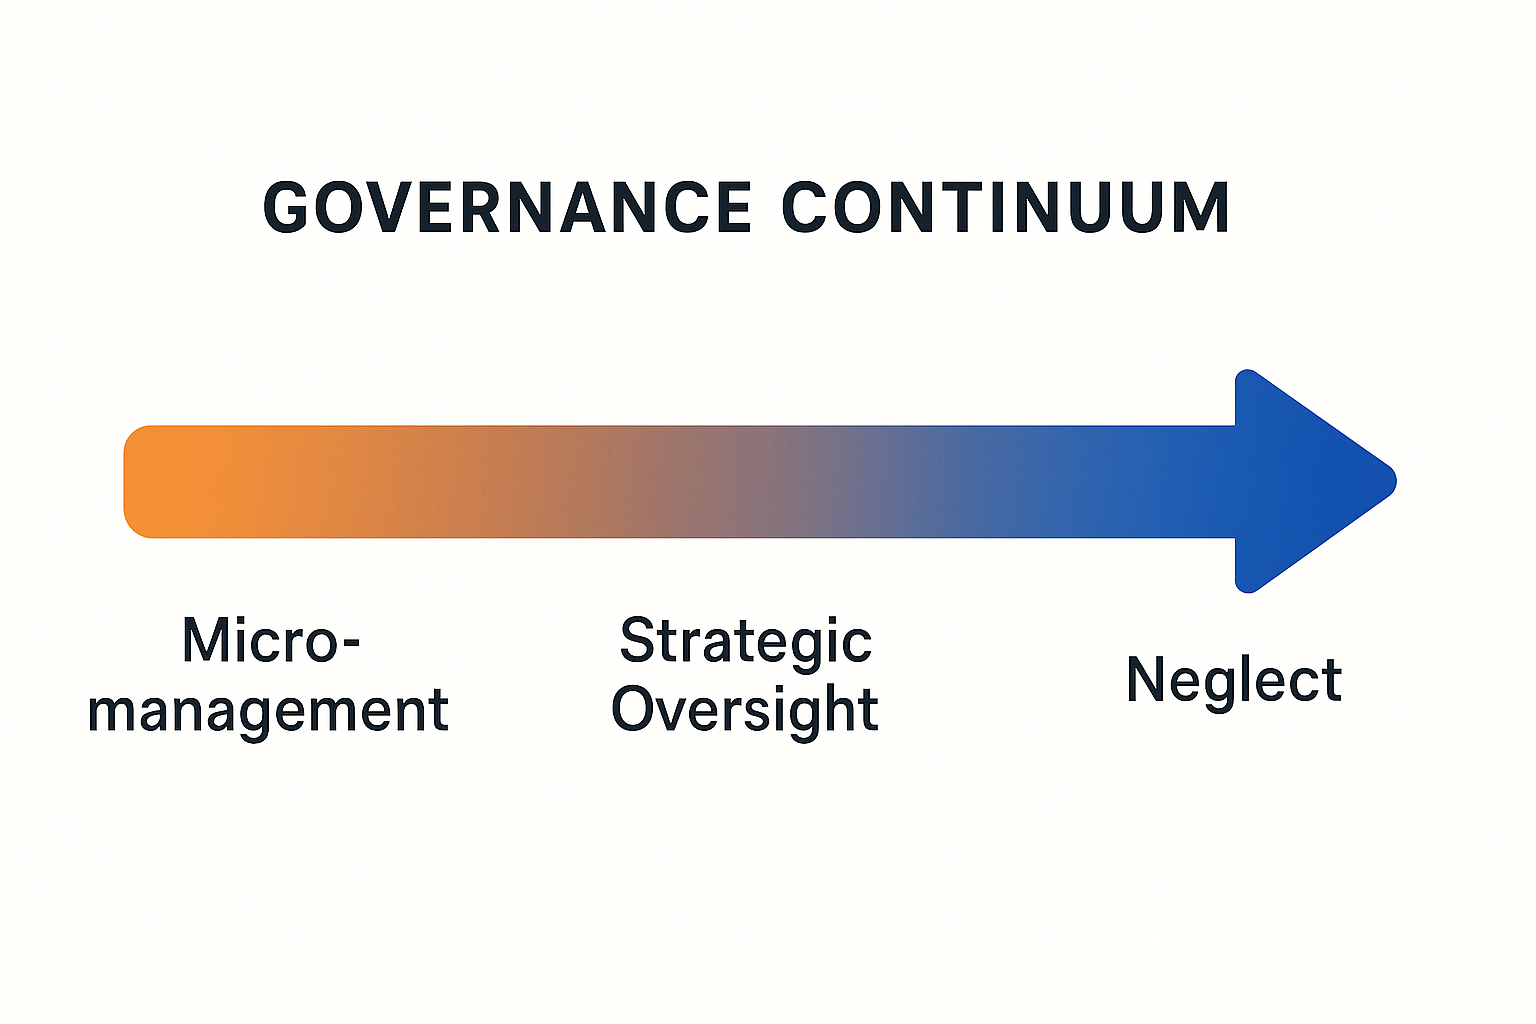 GOVERNANCE CONTINUUM
Micro-
management
Strategic
Oversight
Neglect